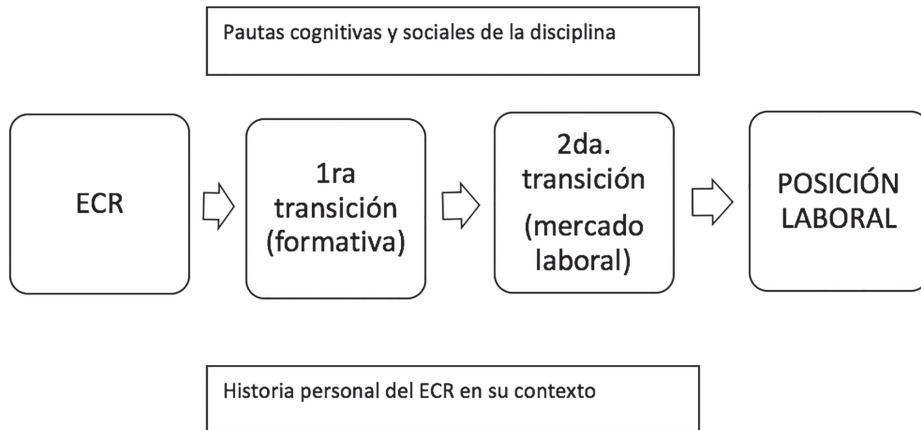 Pautas cognitivas y sociales de la disciplina
ECR
1ra
transición
(formativa)
2da.
transición
(mercado
laboral)
POSICIÓN
LABORAL
Historia personal del ECR en su contexto